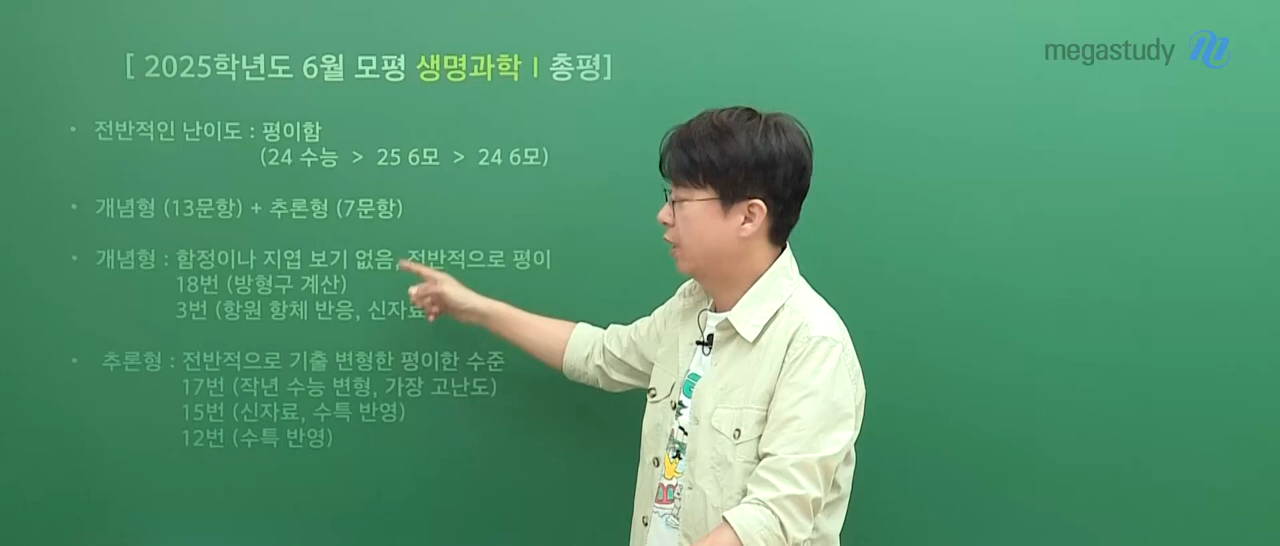 [ 2025학년도 6월 모평 생명과학 I 총평]
megastudy
• 전반적인 난이도 : 평이함
(24 수능 > 25 6모 > 24 6모)
• 개념형 (13문항) + 추론형 (7문항)
• 개념형 : 함정이나 지엽 보기 없음, 전반적으로 평이
18번 (방형구 계산)
3번 (항원 항체 반응, 신자료
• 추론형 : 전반적으로 기출 변형한 평이한 수준
17번 (작년 수능 변형, 가장 고난도)
15번 (신자료, 수특 반영)
12번 (수특 반영)